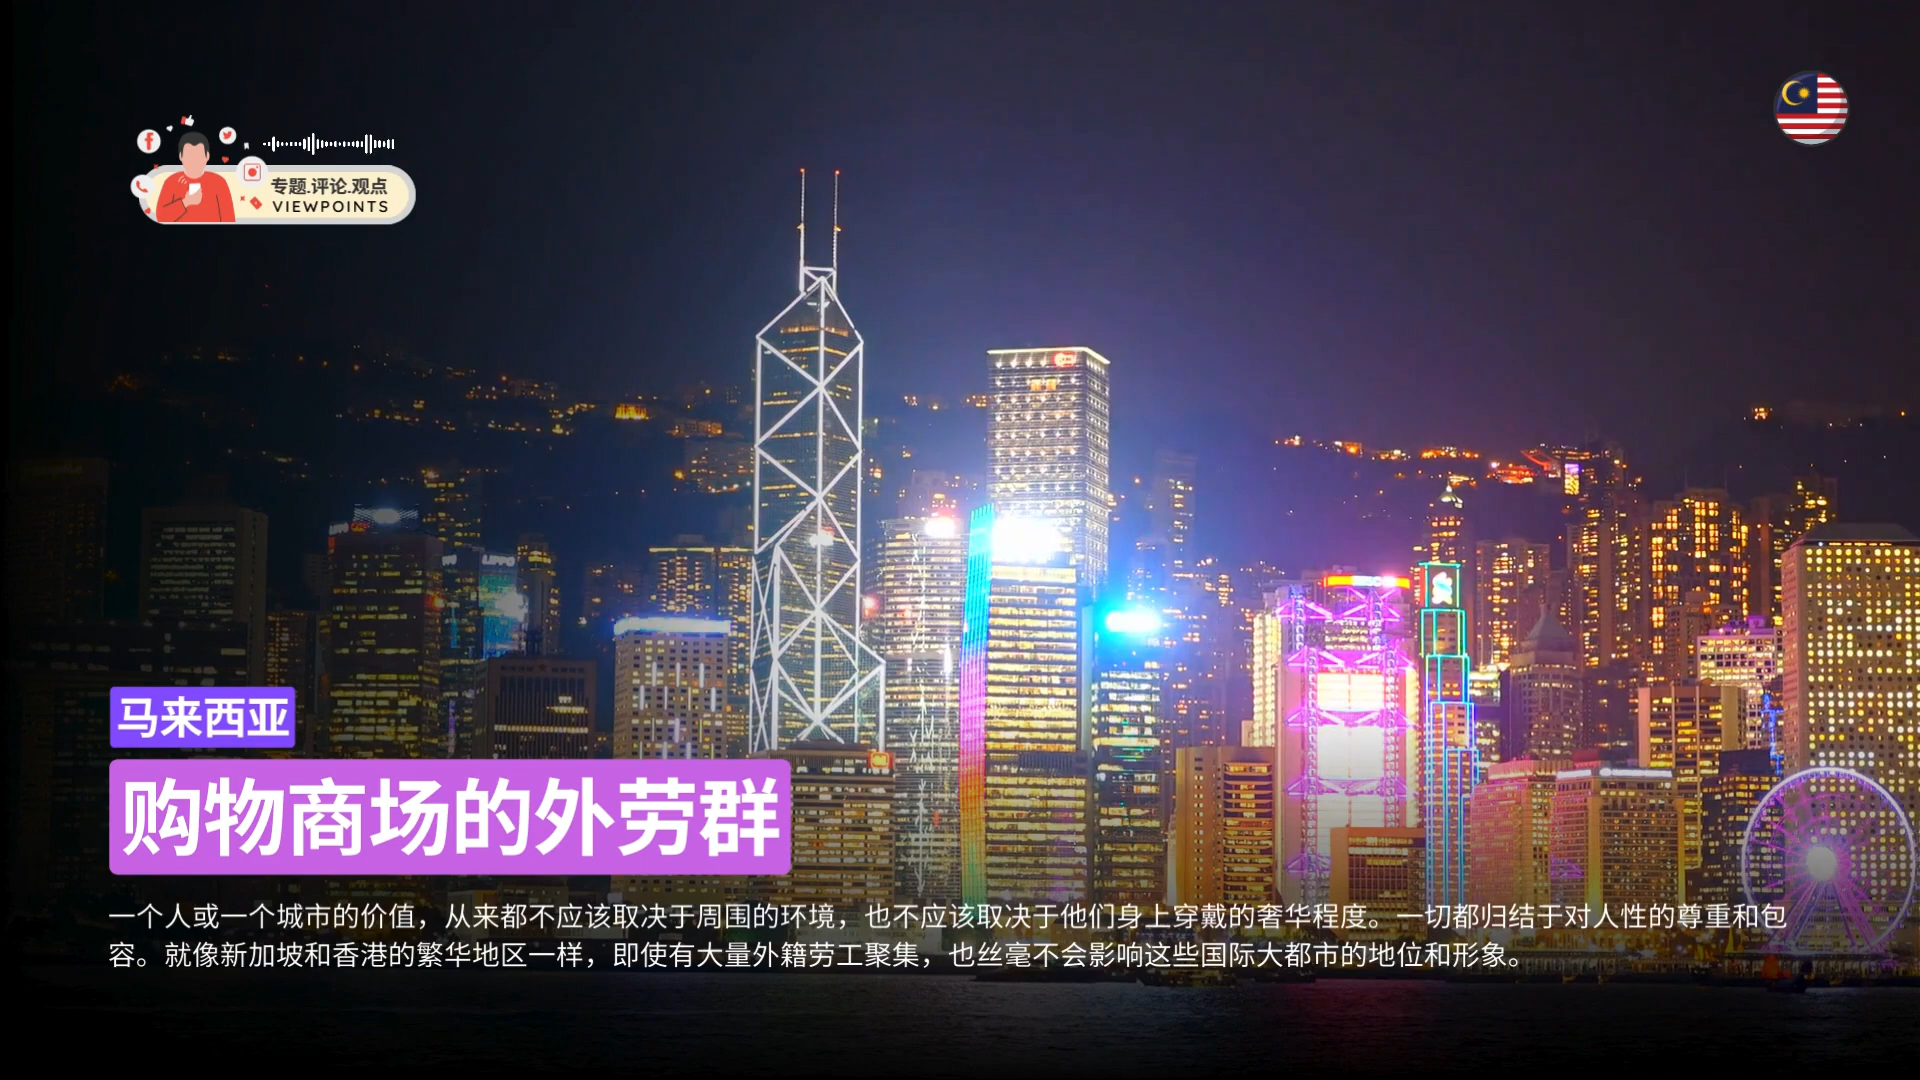 专题.评论.观点
VIEWPOINTS
LIPPO
马来西亚
购物商场的外劳群
一个人或一个城市的价值，从来都不应该取决于周围的环境，也不应该取决于他们身上穿戴的奢华程度。一切都归结于对人性的尊重和包
容。就像新加坡和香港的繁华地区一样，即使有大量外籍劳工聚集，也丝毫不会影响这些国际大都市的地位和形象。